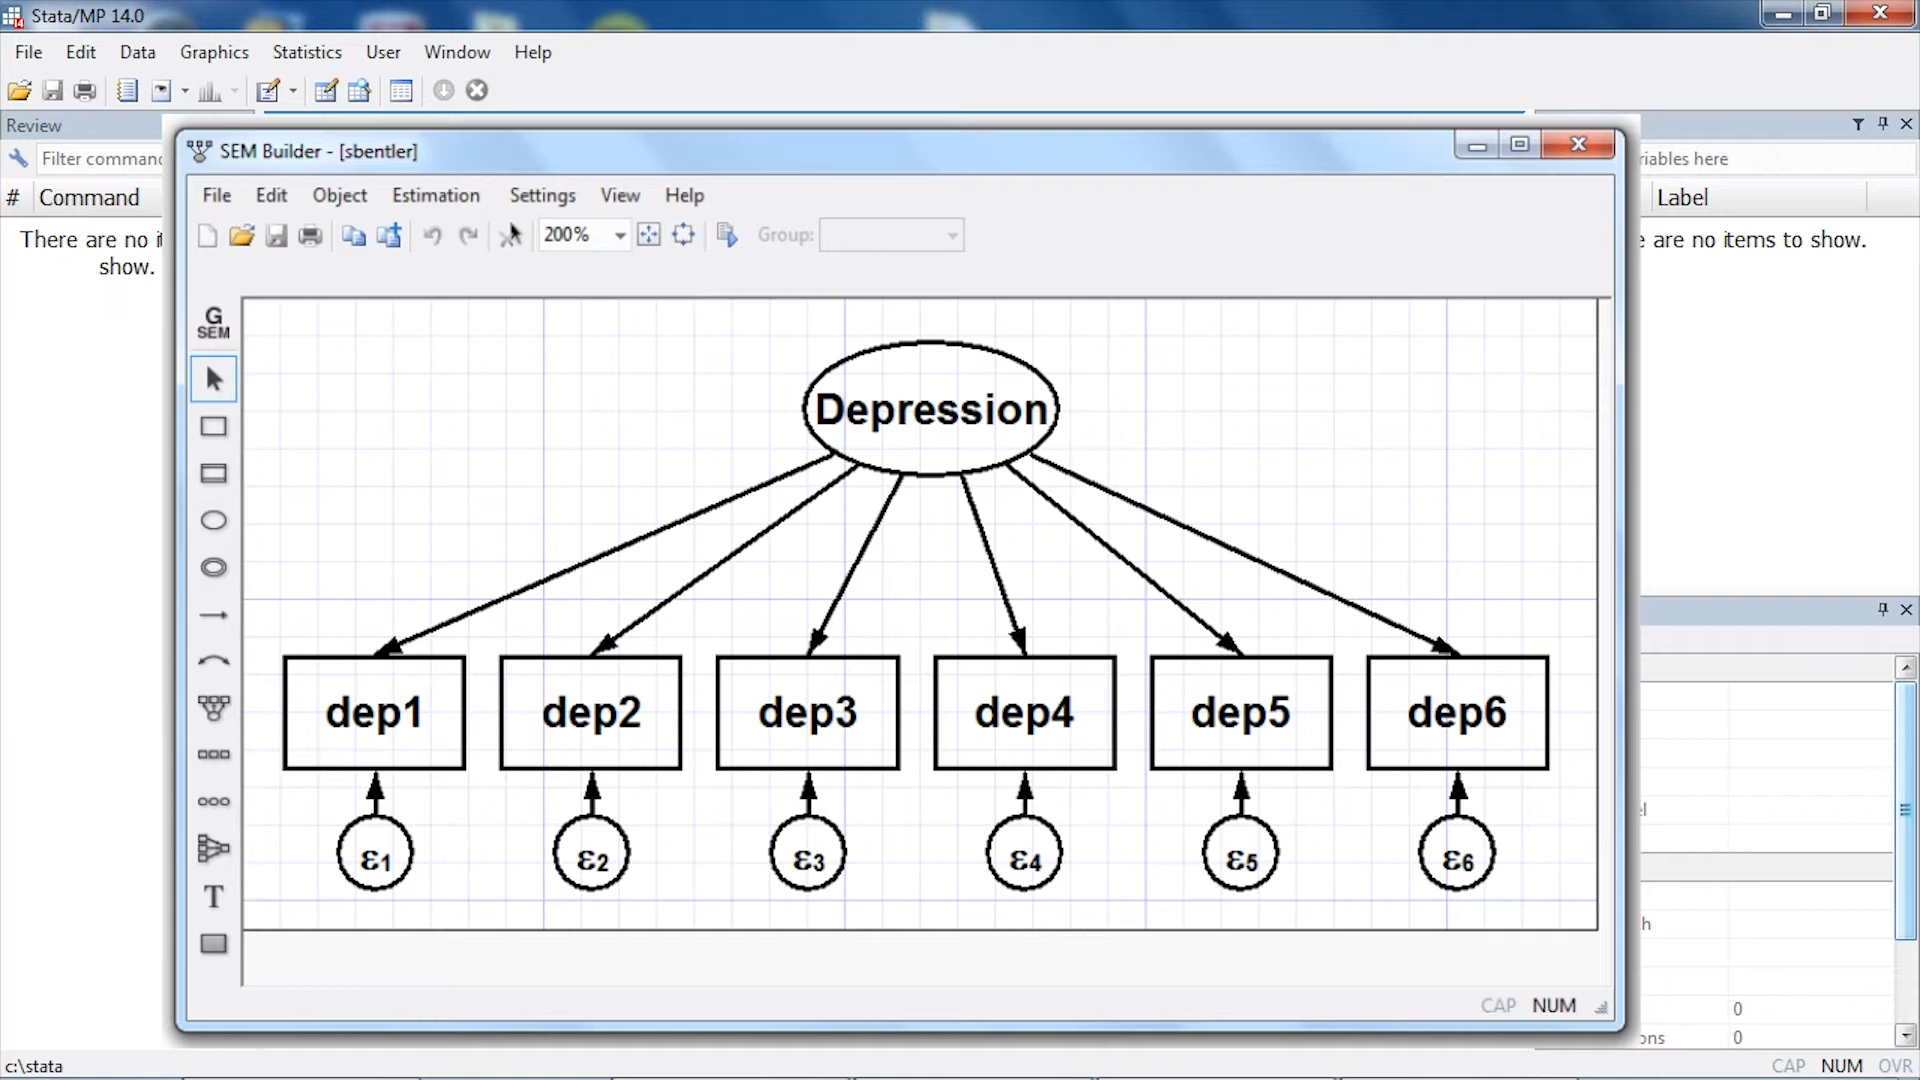 Stata/MP 14.0
File Edit Data Graphics Statistics User Window Help
Review
Filter command
riables here
# Command
Label
There are no i
show.
e are no items to show.
SEM Builder - [sbentler]
File Edit Object Estimation Settings View Help
200% Group:
G
SEM
Depression
dep1 dep2 dep3 dep4 dep5 dep6
ε1 ε2 ε3 ε4 ε5 ε6
T
el
h
0
ons 0
CAP NUM
c:\stata
CAP NUM OVR